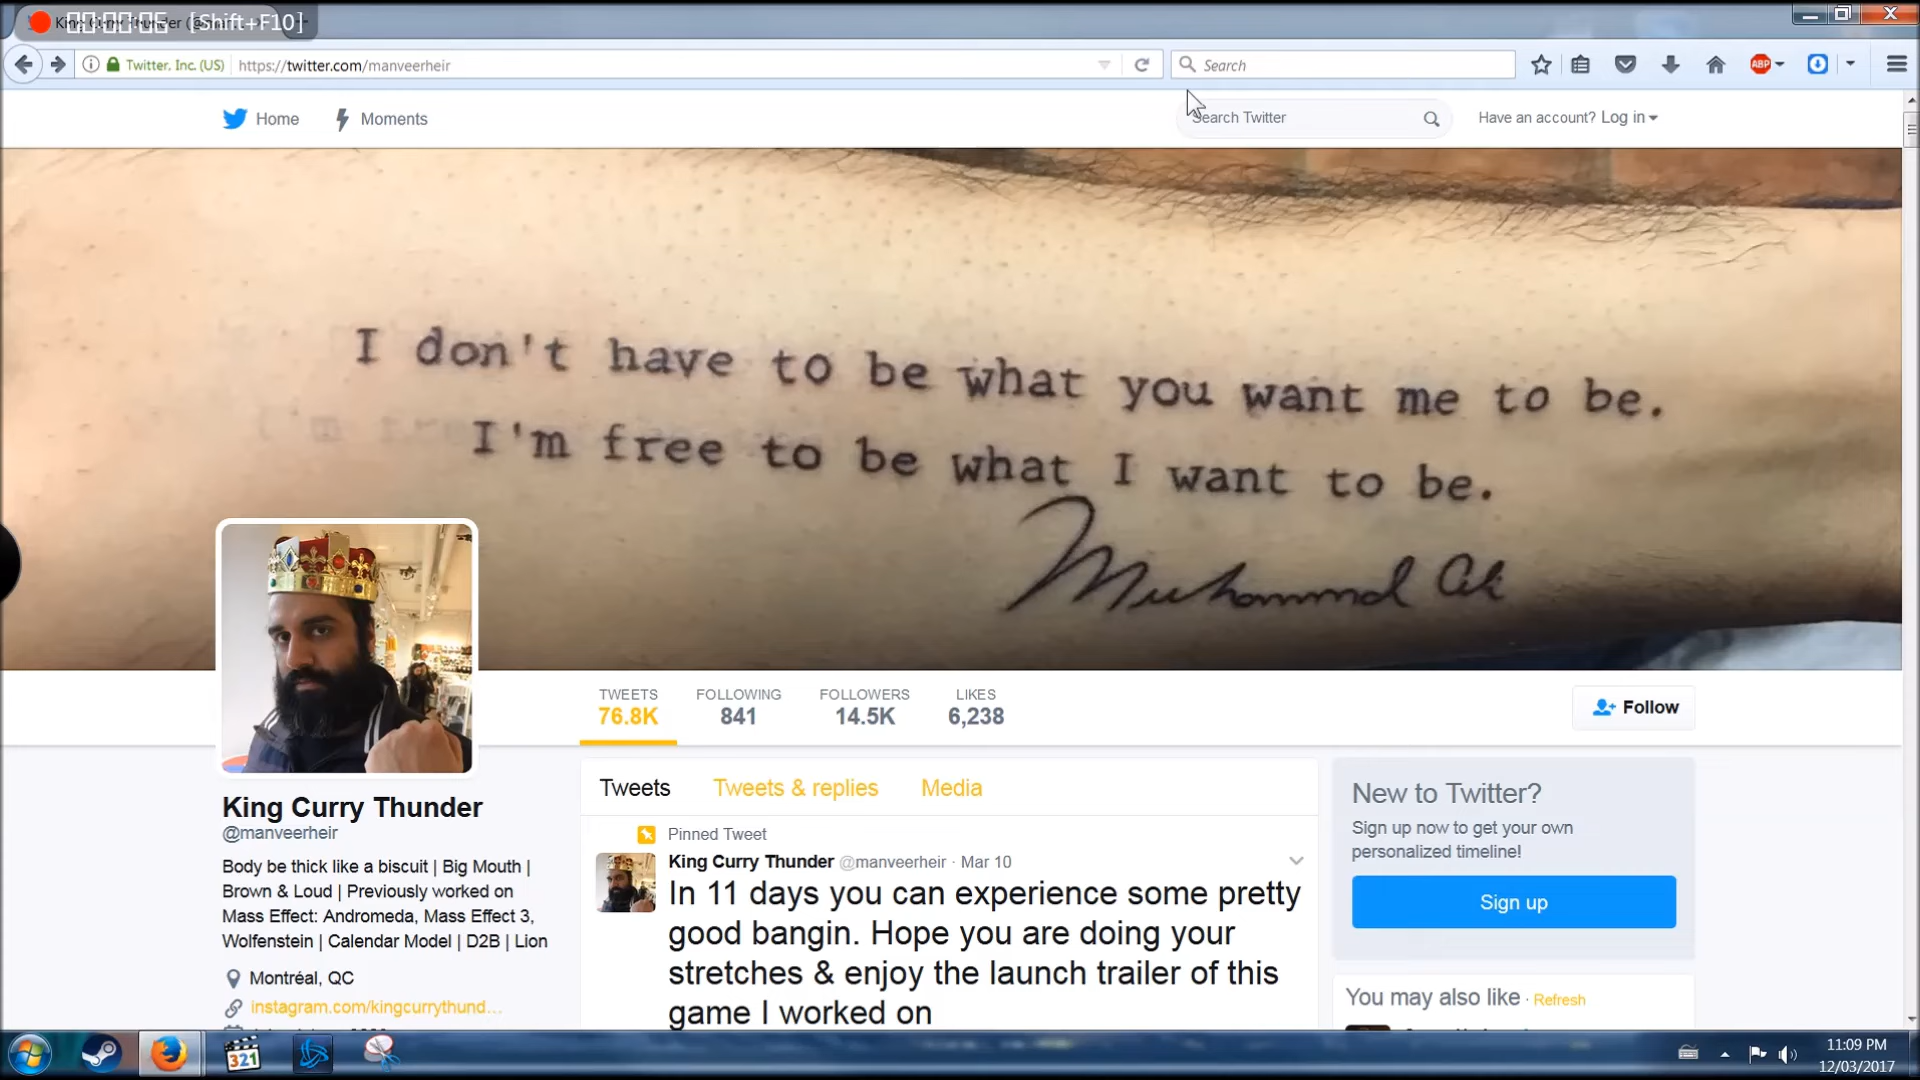 [Shift+F10]
Twitter, Inc. (US) https://twitter.com/manveerheir
Search
ABP
Home Moments
Search Twitter
Have an account? Log in
I don't have to be what you want me to be.
I'm free to be what I want to be.
Muhammad Ali
TWEETS FOLLOWING FOLLOWERS LIKES
76.8K 841 14.5K 6,238
Follow
King Curry Thunder
@manveerheir
Body be thick like a biscuit | Big Mouth |
Brown & Loud | Previously worked on
Mass Effect: Andromeda, Mass Effect 3,
Wolfenstein | Calendar Model | D2B | Lion
Montréal, QC
instagram.com/kingcurrythund...
Tweets Tweets & replies Media
Pinned Tweet
King Curry Thunder @manveerheir · Mar 10
In 11 days you can experience some pretty
good bangin. Hope you are doing your
stretches & enjoy the launch trailer of this
game I worked on
New to Twitter?
Sign up now to get your own
personalized timeline!
Sign up
You may also like · Refresh
321
11:09 PM
12/03/2017